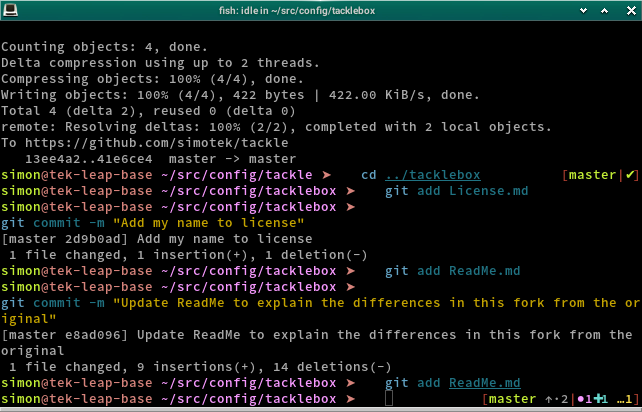 fish: idle in ~/src/config/tacklebox
Counting objects: 4, done.
Delta compression using up to 2 threads.
Compressing objects: 100% (4/4), done.
Writing objects: 100% (4/4), 422 bytes | 422.00 KiB/s, done.
Total 4 (delta 2), reused 0 (delta 0)
remote: Resolving deltas: 100% (2/2), completed with 2 local objects.
To https://github.com/simotek/tackle
   13ee4a2..41e6ce4  master -> master
simon@tek-leap-base ~/src/config/tackle ➤    cd ../tacklebox          [master|✔]
simon@tek-leap-base ~/src/config/tacklebox ➤    git add License.md
simon@tek-leap-base ~/src/config/tacklebox ➤
git commit -m "Add my name to license"
[master 2d9b0ad] Add my name to license
 1 file changed, 1 insertion(+), 1 deletion(-)
simon@tek-leap-base ~/src/config/tacklebox ➤    git add ReadMe.md
simon@tek-leap-base ~/src/config/tacklebox ➤
git commit -m "Update ReadMe to explain the differences in this fork from the or
iginal"
[master e8ad096] Update ReadMe to explain the differences in this fork from the
original
 1 file changed, 9 insertions(+), 14 deletions(-)
simon@tek-leap-base ~/src/config/tacklebox ➤    git add ReadMe.md
simon@tek-leap-base ~/src/config/tacklebox ➤              [master ↑·2|●1✚1 …1]